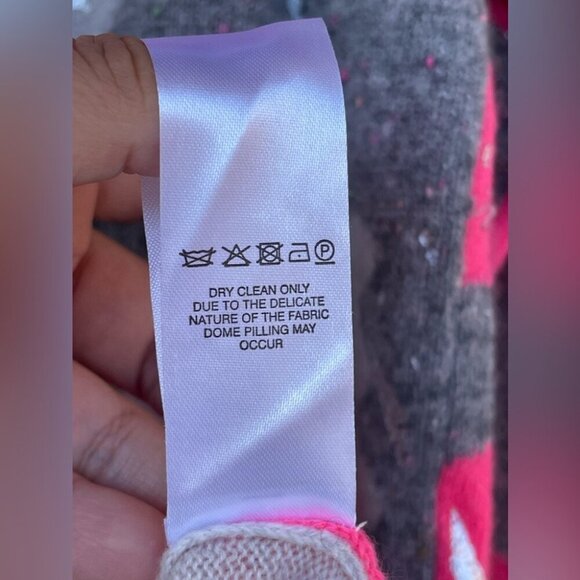 P
DRY CLEAN ONLY
DUE TO THE DELICATE
NATURE OF THE FABRIC
DOME PILLING MAY
OCCUR